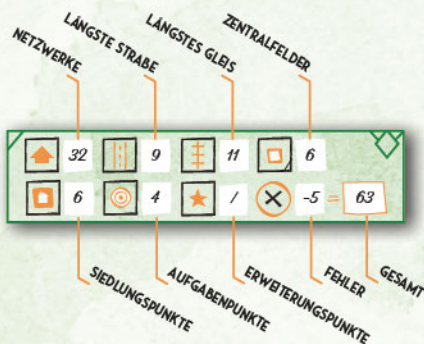 NETZWERKE
LÄNGSTE STRAßE
LÄNGSTES GLEIS
ZENTRALFELDER
32 9 11 6
6 4 / -5 = 63
SIEDLUNGSPUNKTE
AUFGABENPUNKTE
ERWEITERUNGSPUNKTE
FEHLER
GESAMT